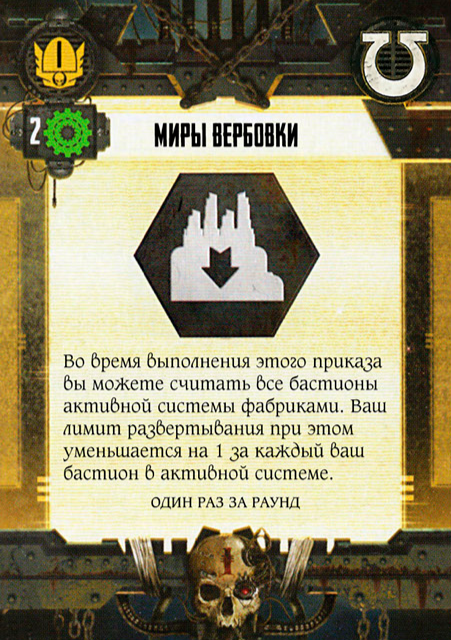 I
2
МИРЫ ВЕРБОВКИ
Во время выполнения этого приказа
вы можете считать все бастионы
активной системы фабриками. Ваш
лимит развертывания при этом
уменьшается на 1 за каждый ваш
бастион в активной системе.
ОДИН РАЗ ЗА РАУНД
I